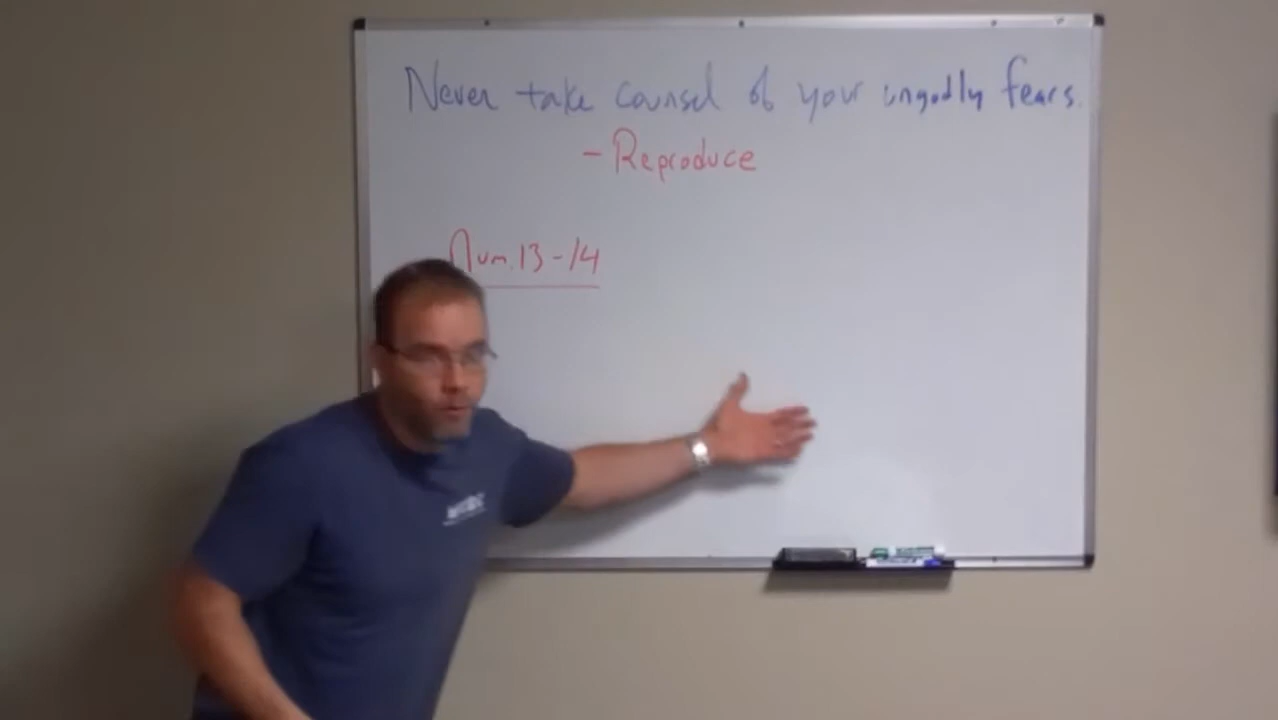 Never take counsel of your ungodly fears.
- Reproduce
Num. 13-14